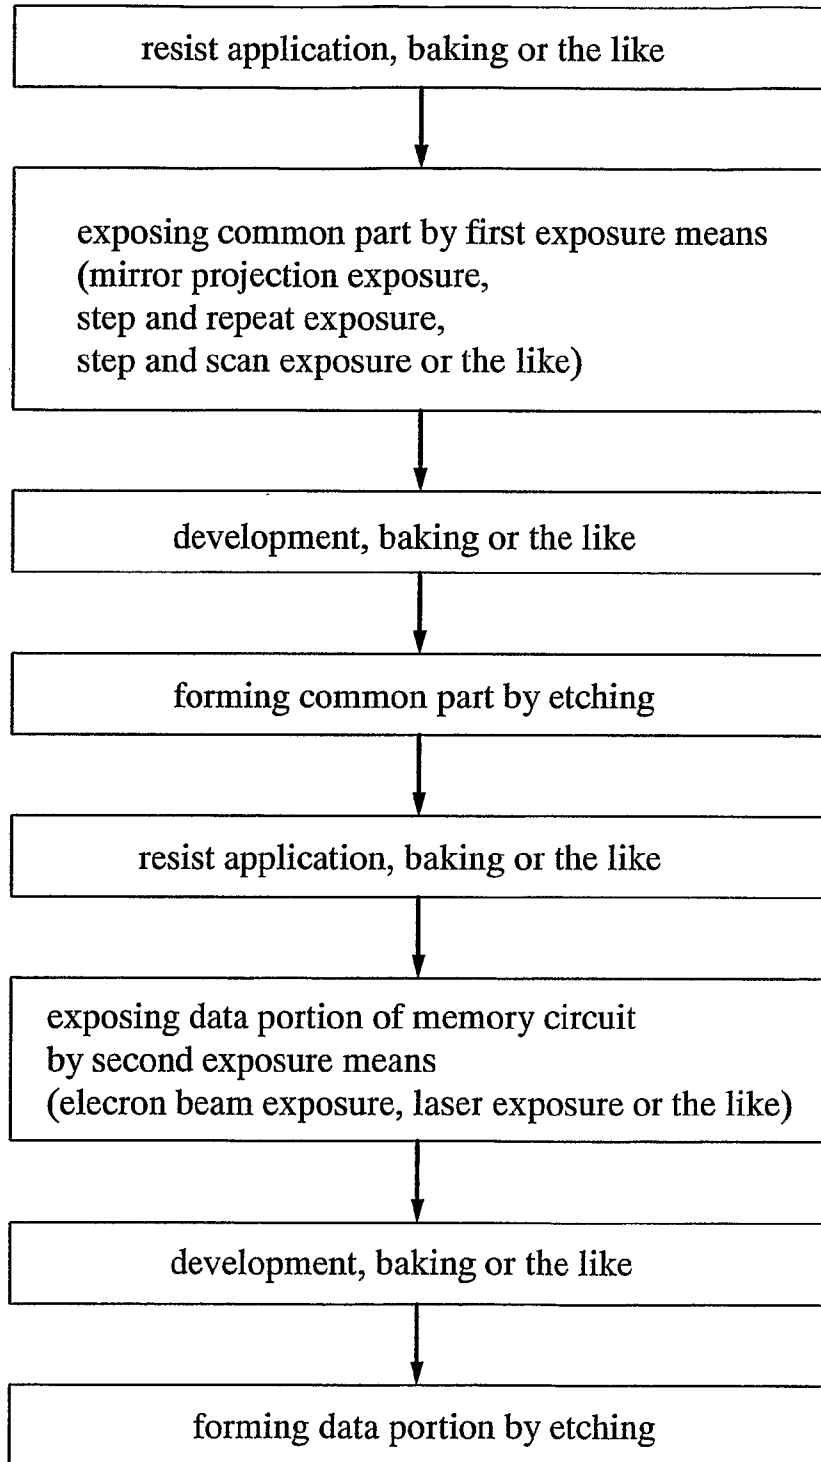 resist application, baking or the like
exposing common part by first exposure means
(mirror projection exposure,
step and repeat exposure,
step and scan exposure or the like)
development, baking or the like
forming common part by etching
resist application, baking or the like
exposing data portion of memory circuit
by second exposure means
(elecron beam exposure, laser exposure or the like)
development, baking or the like
forming data portion by etching